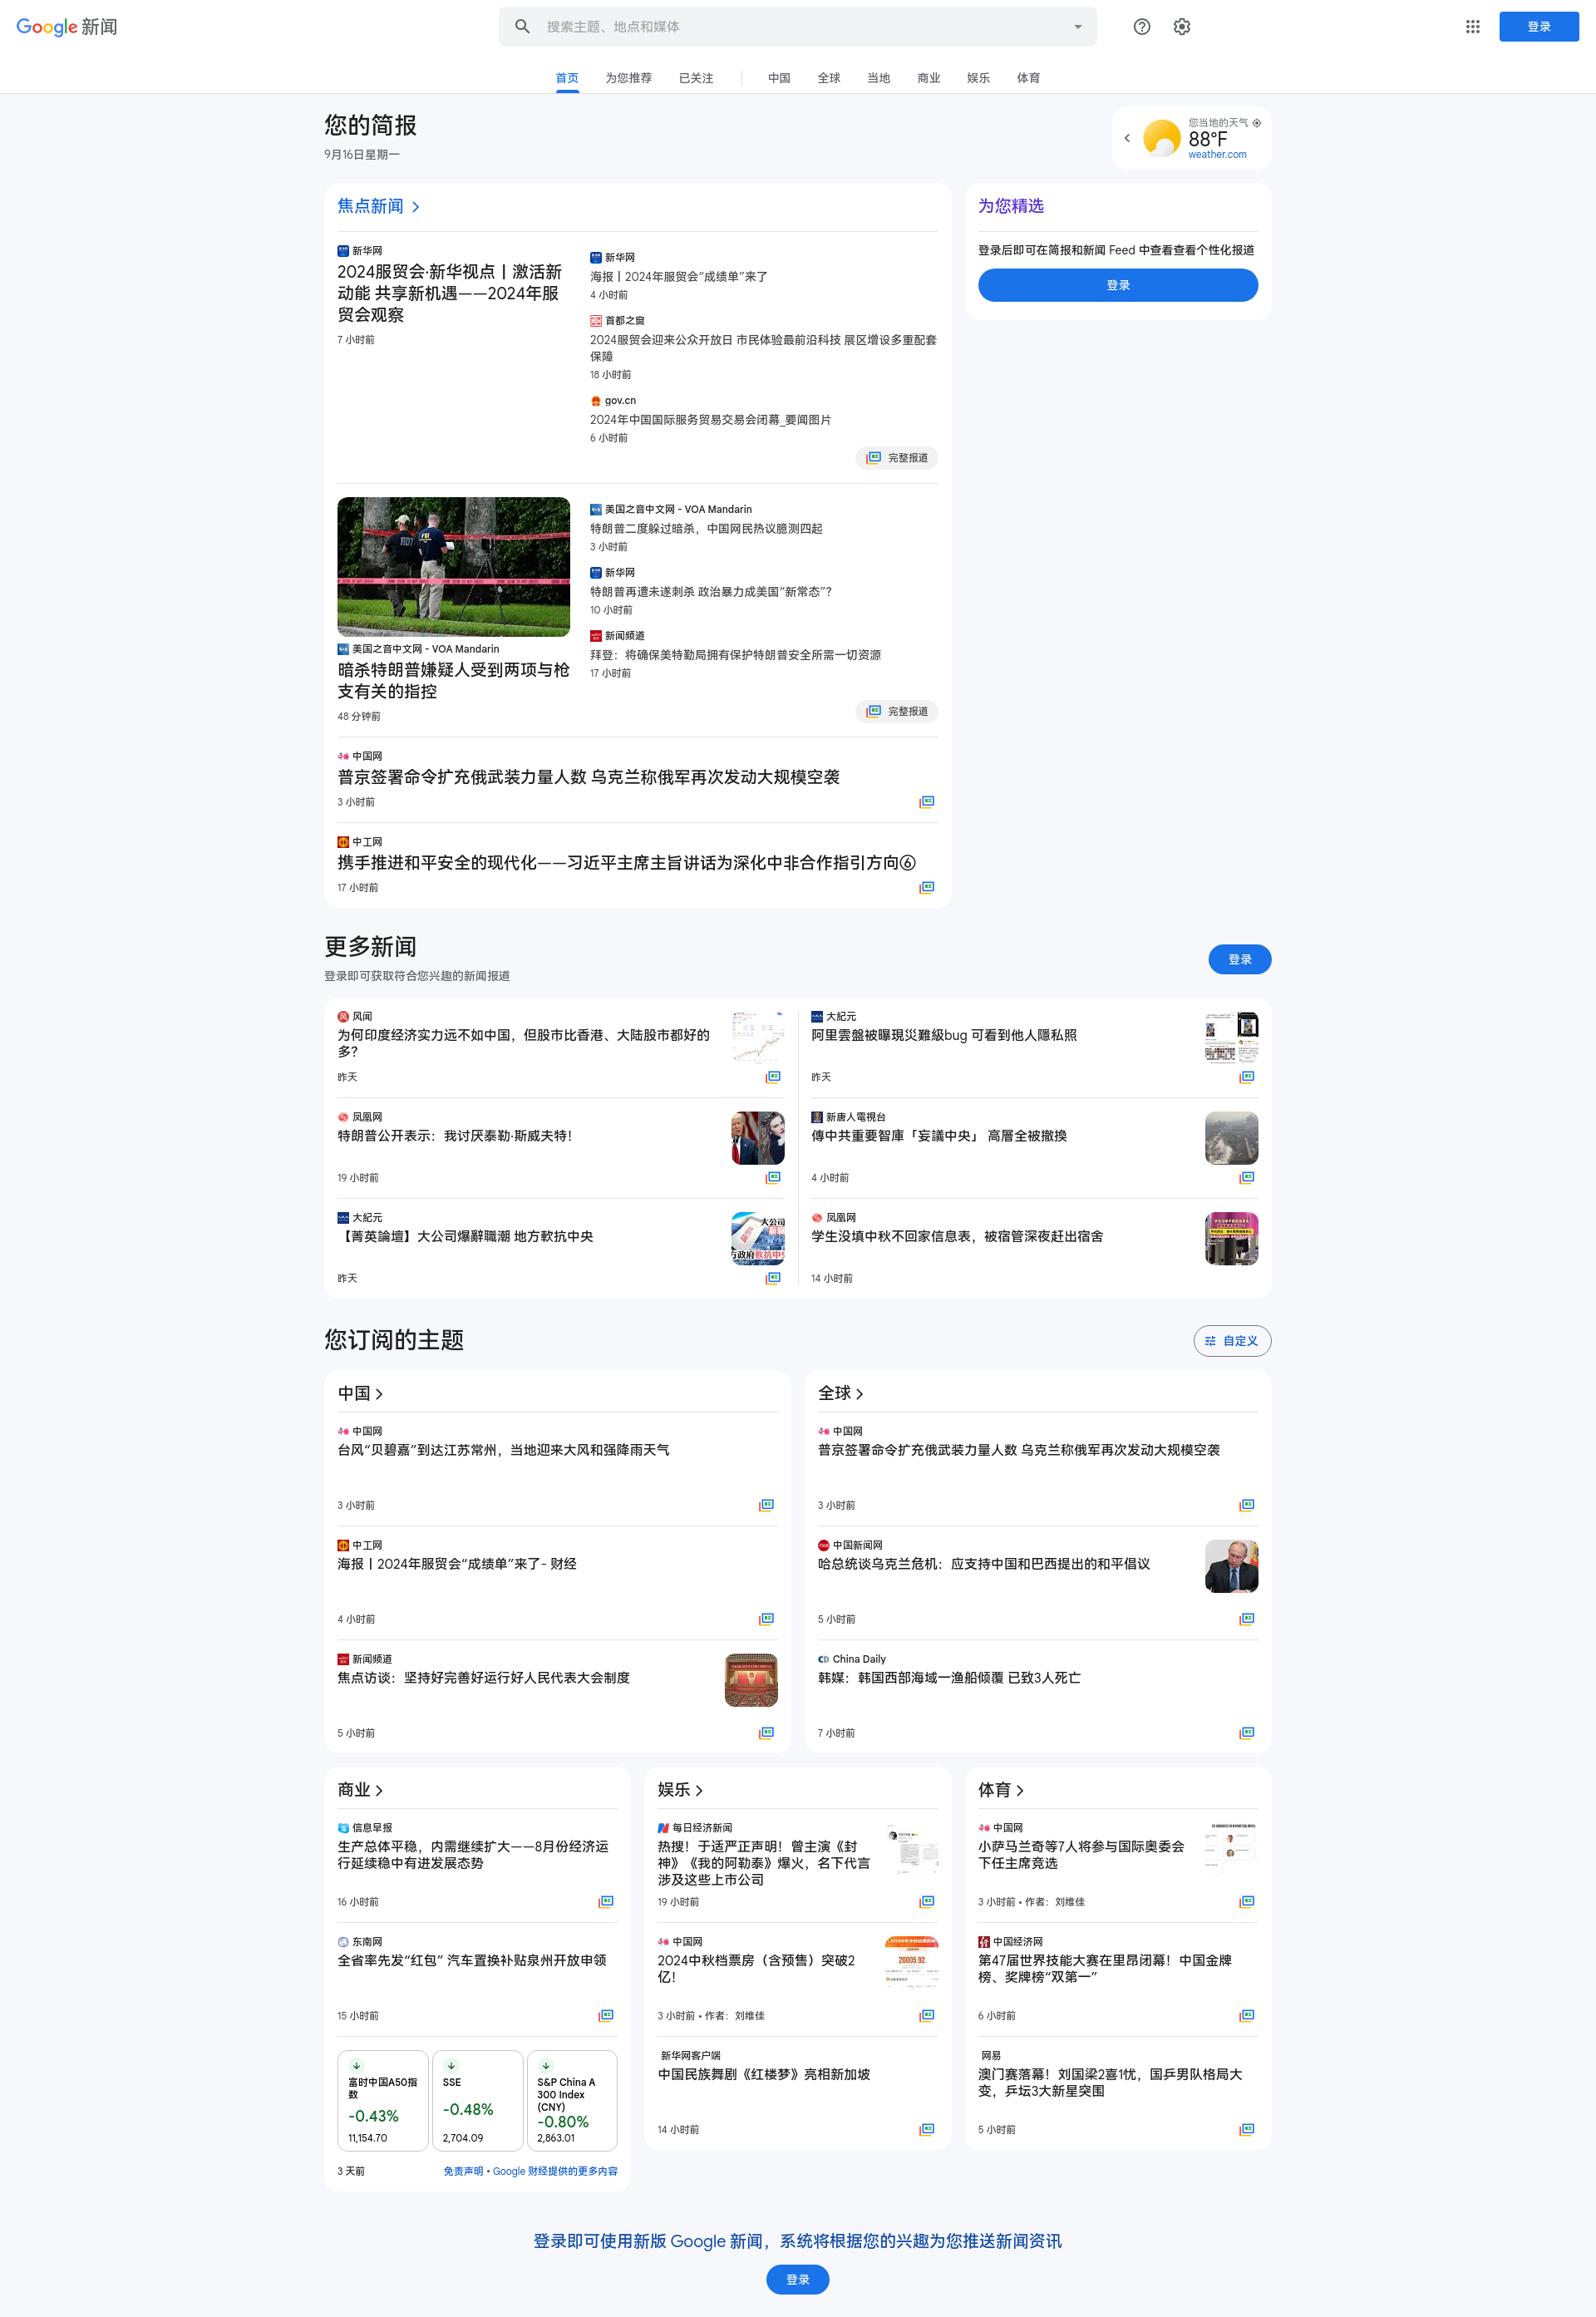 Google 新闻
搜索主题、地点和媒体
登录
首页
为您推荐
已关注
中国
全球
当地
商业
娱乐
体育
您的简报
9月16日星期一
您当地的天气
88°F
weather.com
焦点新闻
新华网
2024服贸会·新华视点丨激活新
动能 共享新机遇——2024年服
贸会观察
7 小时前
新华网
海报丨2024年服贸会“成绩单”来了
4 小时前
首都之窗
2024服贸会迎来公众开放日 市民体验最前沿科技 展区增设多重配套
保障
18 小时前
gov.cn
2024年中国国际服务贸易交易会闭幕_要闻图片
6 小时前
完整报道
为您精选
登录后即可在简报和新闻 Feed 中查看查看个性化报道
登录
美国之音中文网 - VOA Mandarin
暗杀特朗普嫌疑人受到两项与枪
支有关的指控
48 分钟前
美国之音中文网 - VOA Mandarin
特朗普二度躲过暗杀，中国网民热议臆测四起
3 小时前
新华网
特朗普再遭未遂刺杀 政治暴力成美国“新常态”？
10 小时前
新闻频道
拜登：将确保美特勤局拥有保护特朗普安全所需一切资源
17 小时前
完整报道
中国网
普京签署命令扩充俄武装力量人数 乌克兰称俄军再次发动大规模空袭
3 小时前
中工网
携手推进和平安全的现代化——习近平主席主旨讲话为深化中非合作指引方向⑥
17 小时前
更多新闻
登录即可获取符合您兴趣的新闻报道
登录
风闻
为何印度经济实力远不如中国，但股市比香港、大陆股市都好的
多？
昨天
大紀元
阿里雲盤被曝現災難級bug 可看到他人隱私照
昨天
凤凰网
特朗普公开表示：我讨厌泰勒·斯威夫特！
19 小时前
新唐人電視台
傳中共重要智庫「妄議中央」 高層全被撤換
4 小时前
大紀元
【菁英論壇】大公司爆辭職潮 地方軟抗中央
昨天
凤凰网
学生没填中秋不回家信息表，被宿管深夜赶出宿舍
14 小时前
您订阅的主题
自定义
中国
中国网
台风“贝碧嘉”到达江苏常州，当地迎来大风和强降雨天气
3 小时前
中工网
海报丨2024年服贸会“成绩单”来了- 财经
4 小时前
新闻频道
焦点访谈：坚持好完善好运行好人民代表大会制度
5 小时前
全球
中国网
普京签署命令扩充俄武装力量人数 乌克兰称俄军再次发动大规模空袭
3 小时前
中国新闻网
哈总统谈乌克兰危机：应支持中国和巴西提出的和平倡议
5 小时前
China Daily
韩媒：韩国西部海域一渔船倾覆 已致3人死亡
7 小时前
商业
信息早报
生产总体平稳，内需继续扩大——8月份经济运
行延续稳中有进发展态势
16 小时前
东南网
全省率先发“红包” 汽车置换补贴泉州开放申领
15 小时前
富时中国A50指
数
-0.43%
11,154.70
SSE
-0.48%
2,704.09
S&P China A
300 Index
(CNY)
-0.80%
2,863.01
3 天前
免责声明 • Google 财经提供的更多内容
娱乐
每日经济新闻
热搜！于适严正声明！曾主演《封
神》《我的阿勒泰》爆火，名下代言
涉及这些上市公司
19 小时前
中国网
2024中秋档票房（含预售）突破2
亿！
3 小时前 • 作者：刘维佳
新华网客户端
中国民族舞剧《红楼梦》亮相新加坡
14 小时前
体育
中国网
小萨马兰奇等7人将参与国际奥委会
下任主席竞选
3 小时前 • 作者：刘维佳
中国经济网
第47届世界技能大赛在里昂闭幕！中国金牌
榜、奖牌榜“双第一”
6 小时前
网易
澳门赛落幕！刘国梁2喜1忧，国乒男队格局大
变，乒坛3大新星突围
5 小时前
登录即可使用新版 Google 新闻，系统将根据您的兴趣为您推送新闻资讯
登录